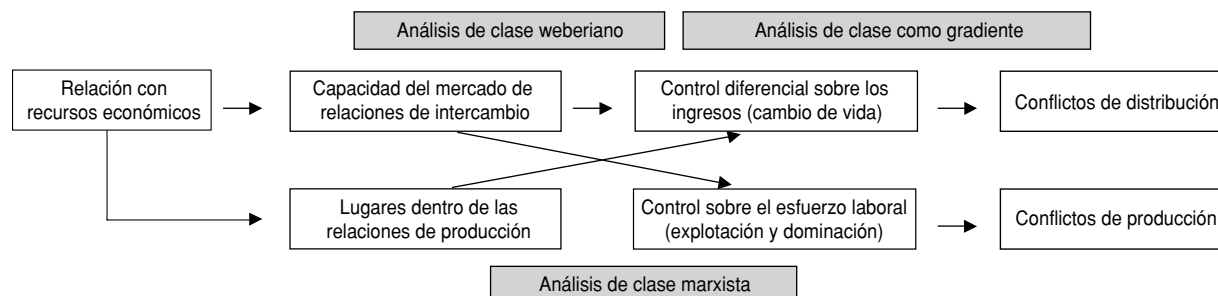 Análisis de clase weberiano
Análisis de clase como gradiente
Relación con
recursos económicos
Capacidad del mercado de
relaciones de intercambio
Control diferencial sobre los
ingresos (cambio de vida)
Conflictos de distribución
Lugares dentro de las
relaciones de producción
Control sobre el esfuerzo laboral
(explotación y dominación)
Conflictos de producción
Análisis de clase marxista